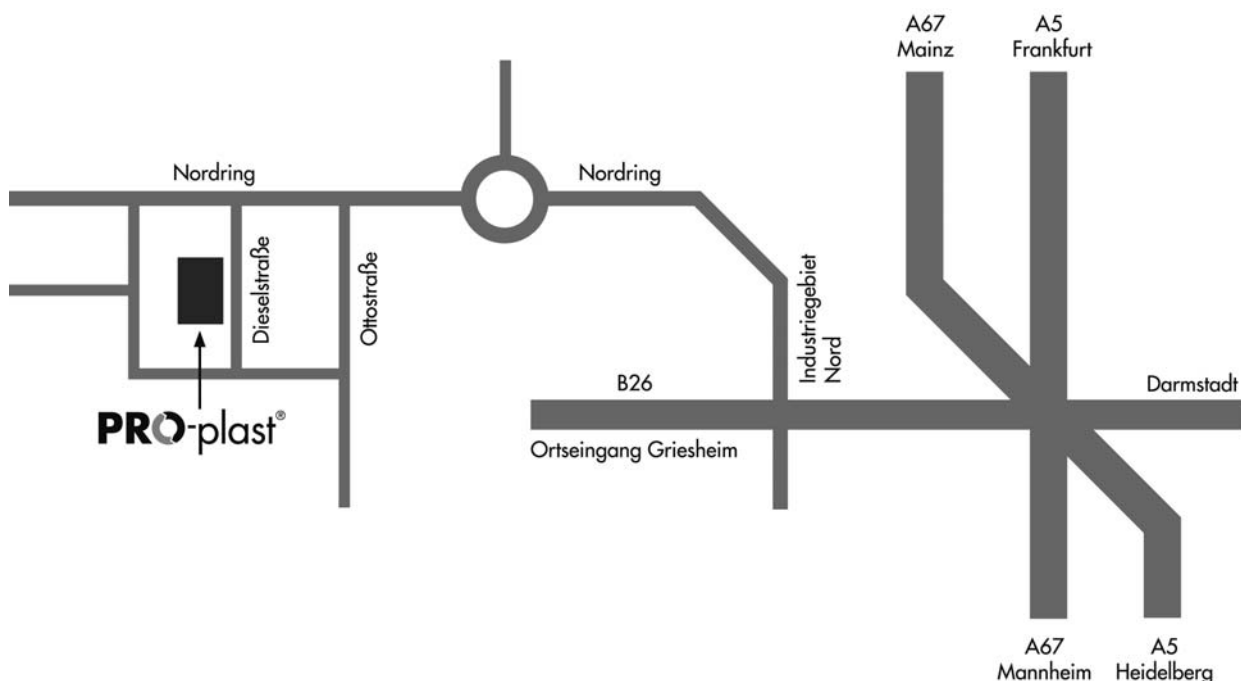 A67
Mainz
A5
Frankfurt
Nordring
Nordring
Dieselstraße
Ottostraße
Industriegebiet
Nord
B26
Darmstadt
PRO-plast®
Ortseingang Griesheim
A67
Mannheim
A5
Heidelberg